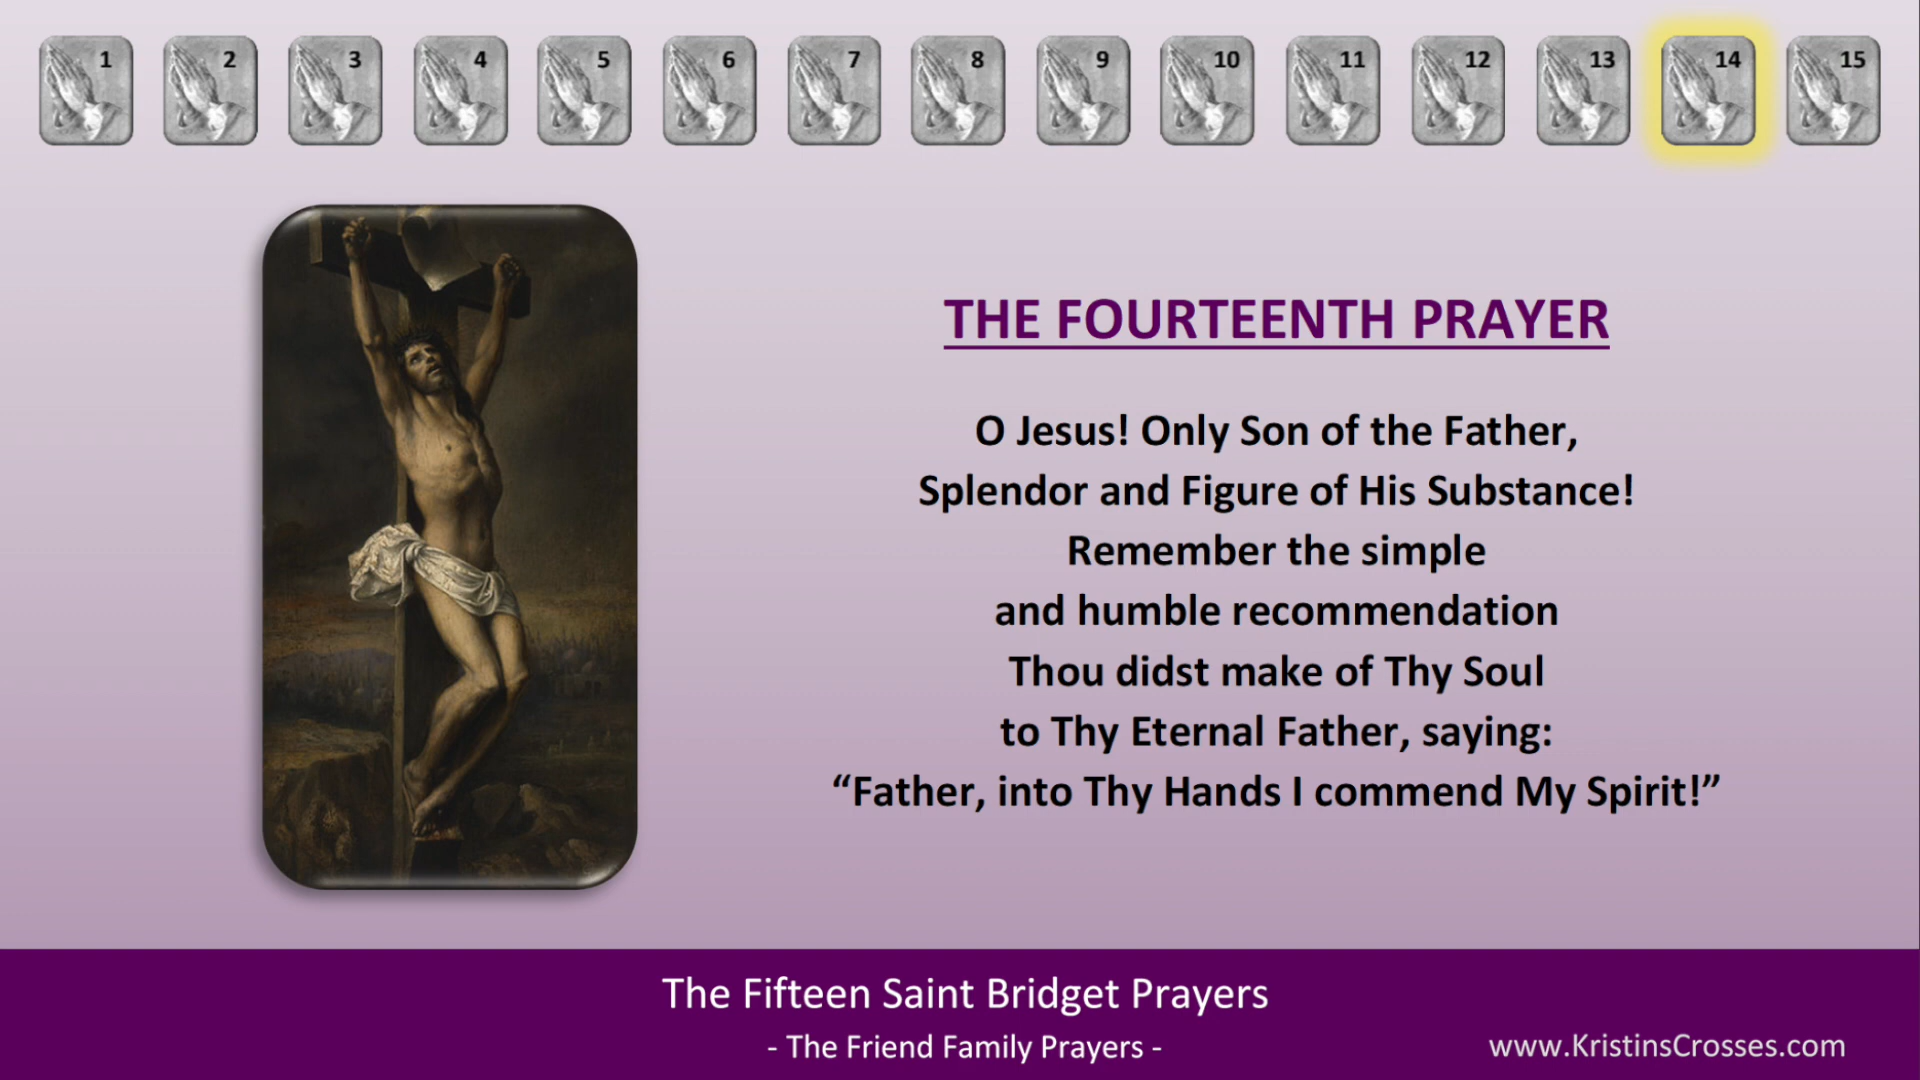 1 2 3 4 5 6 7 8 9 10 11 12 13 14 15
THE FOURTEENTH PRAYER
O Jesus! Only Son of the Father,
Splendor and Figure of His Substance!
Remember the simple
and humble recommendation
Thou didst make of Thy Soul
to Thy Eternal Father, saying:
“Father, into Thy Hands I commend My Spirit!”
The Fifteen Saint Bridget Prayers
- The Friend Family Prayers -
www.KristinsCrosses.com